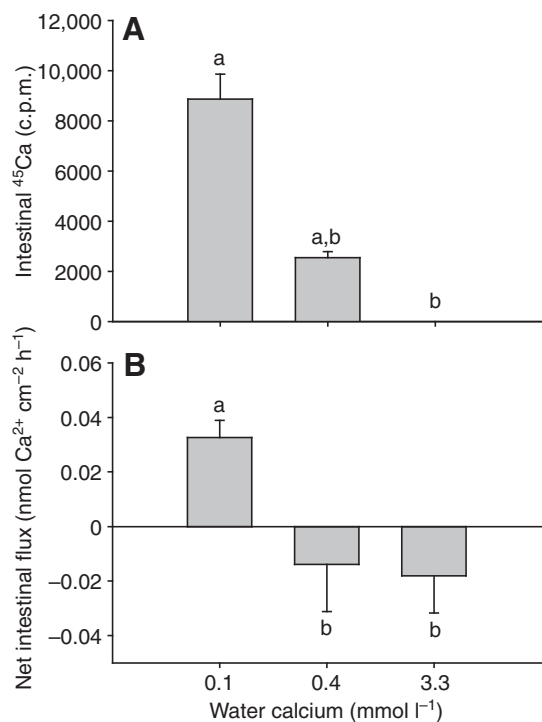 A
12,000
10,000
8000
6000
4000
2000
0
Intestinal ⁴⁵Ca (c.p.m.)
a
a,b
b
B
0.06
0.04
0.02
0
−0.02
−0.04
Net intestinal flux (nmol Ca²⁺ cm⁻² h⁻¹)
a
b
b
0.1 0.4 3.3
Water calcium (mmol l⁻¹)